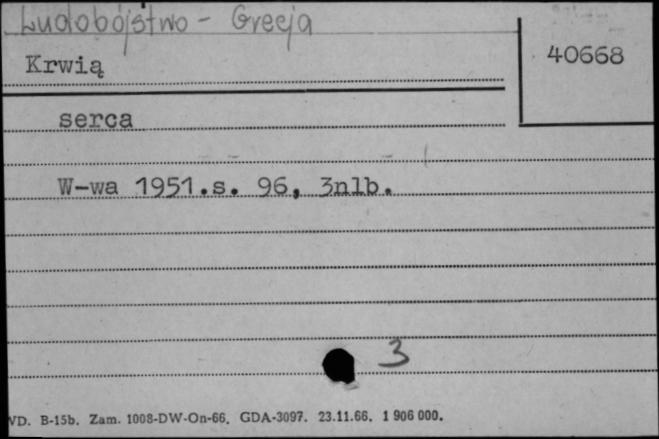 Ludobójstwo - Grecja
40668
Krwią
serca
W-wa 1951.s. 96, 3nlb.
3
WD. B-15b. Zam. 1008-DW-On-66. GDA-3097. 23.11.66. 1 906 000.